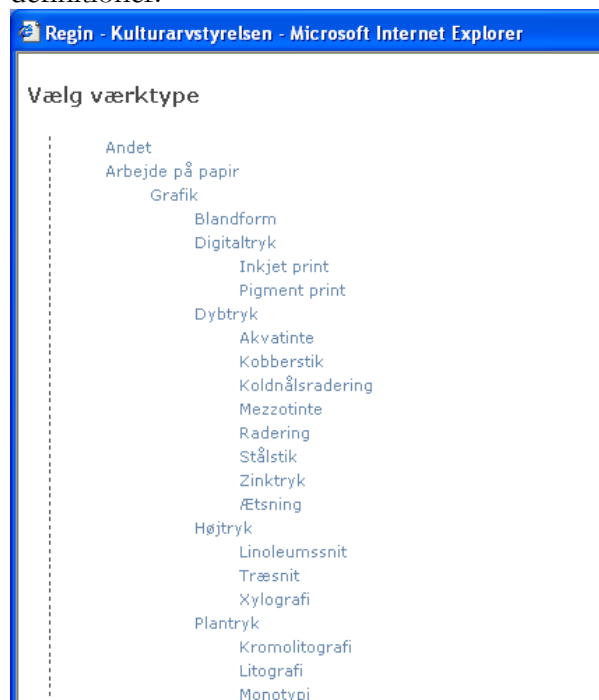 definitioner.
Regin - Kulturarvstyrelsen - Microsoft Internet Explorer
Vælg værktype
Andet
Arbejde på papir
Grafik
Blandform
Digitaltryk
Inkjet print
Pigment print
Dybtryk
Akvatinte
Kobberstik
Koldnålsradering
Mezzotinte
Radering
Stålstik
Zinktryk
Ætsning
Højtryk
Linoleumssnit
Træsnit
Xylografi
Plantryk
Kromolitografi
Litografi
Monotypi